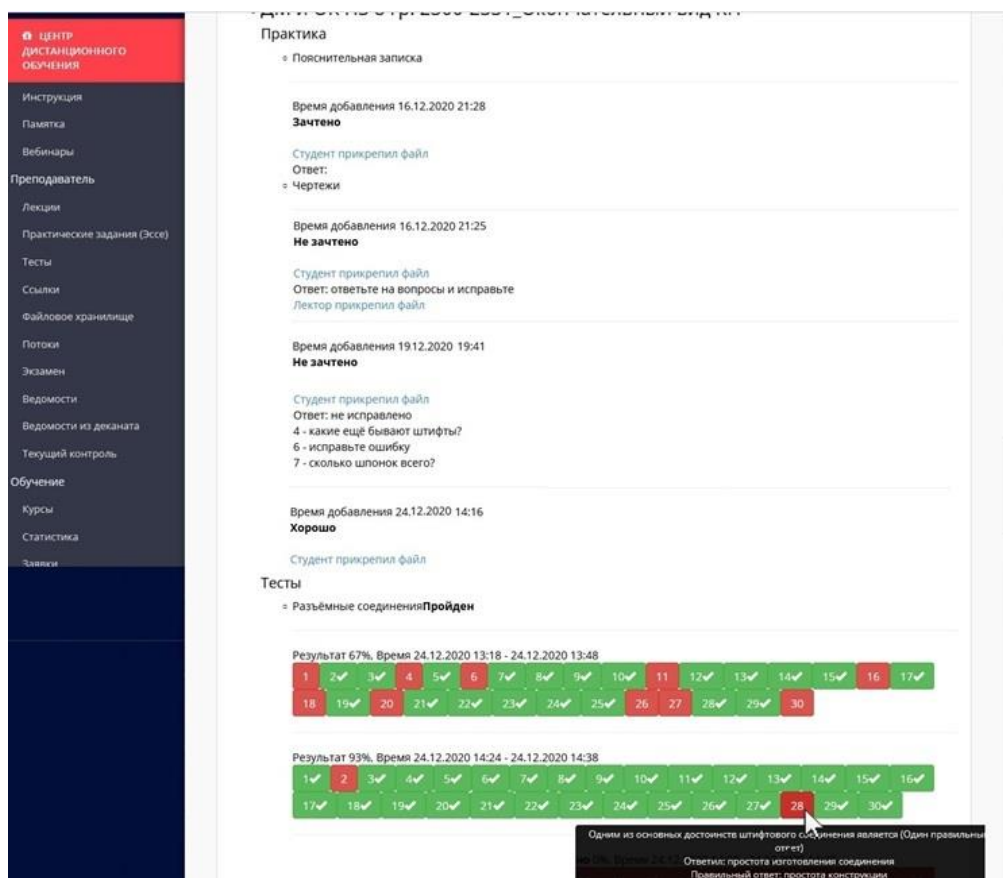 ЦЕНТР
ДИСТАНЦИОННОГО
ОБУЧЕНИЯ
Инструкция
Памятка
Вебинары
Преподаватель
Лекции
Практические задания (Эссе)
Тесты
Ссылки
Файловое хранилище
Потоки
Экзамен
Ведомости
Ведомости из деканата
Текущий контроль
Обучение
Курсы
Статистика
Заявки
Практика
Пояснительная записка
Время добавления 16.12.2020 21:28
Зачтено
Студент прикрепил файл
Ответ:
Чертежи
Время добавления 16.12.2020 21:25
Не зачтено
Студент прикрепил файл
Ответ: ответьте на вопросы и исправьте
Лектор прикрепил файл
Время добавления 19.12.2020 19:41
Не зачтено
Студент прикрепил файл
Ответ: не исправлено
4 - какие ещё бывают штифты?
6 - исправьте ошибку
7 - сколько шпонок всего?
Время добавления 24.12.2020 14:16
Хорошо
Студент прикрепил файл
Тесты
Разъёмные соединенияПройден
Результат 67%, Время 24.12.2020 13:18 - 24.12.2020 13:48
1 2✔ 3✔ 4 5✔ 6 7✔ 8✔ 9✔ 10✔ 11 12✔ 13✔ 14✔ 15✔ 16 17✔
18 19✔ 20 21✔ 22✔ 23✔ 24✔ 25✔ 26 27 28✔ 29✔ 30
Результат 93%, Время 24.12.2020 14:24 - 24.12.2020 14:38
1✔ 2 3✔ 4✔ 5✔ 6✔ 7✔ 8✔ 9✔ 10✔ 11✔ 12✔ 13✔ 14✔ 15✔ 16✔
17✔ 18✔ 19✔ 20✔ 21✔ 22✔ 23✔ 24✔ 25✔ 26✔ 27✔ 28 29✔ 30✔
Одним из основных достоинств штифтового соединения является (Один правильны
ответ)
Ответил: простота изготовления соединения
Правильный ответ: простота конструкции